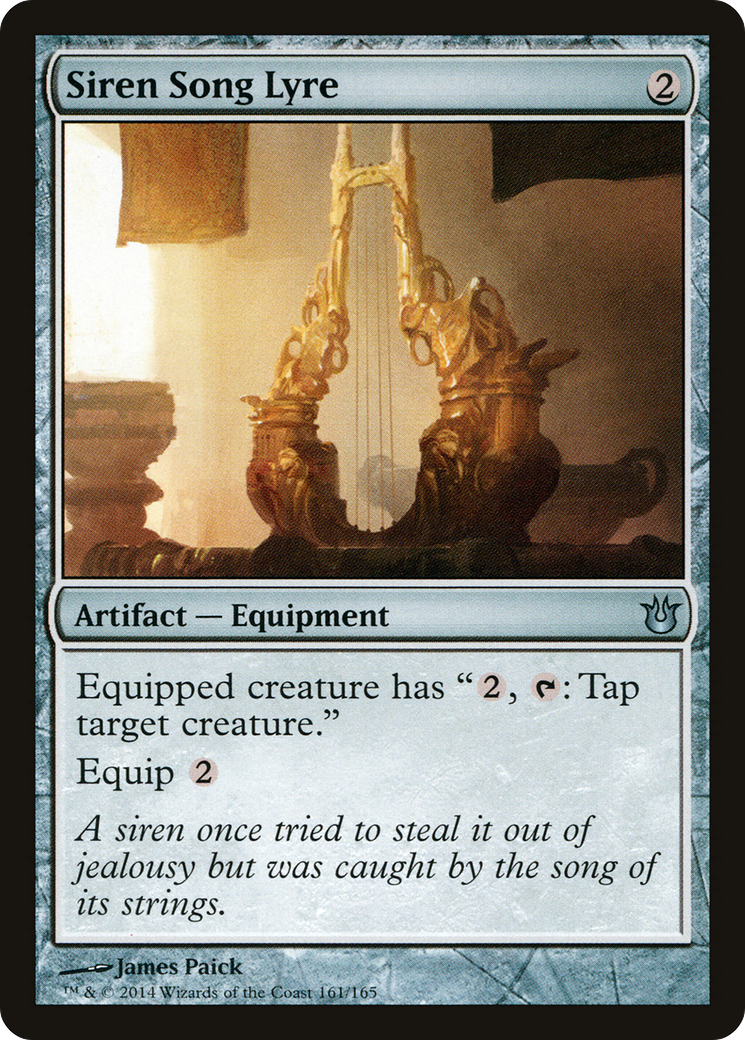 Siren Song Lyre 2
Artifact — Equipment
Equipped creature has “2, : Tap
target creature.”
Equip 2
A siren once tried to steal it out of
jealousy but was caught by the song of
its strings.
James Paick
™ & © 2014 Wizards of the Coast 161/165